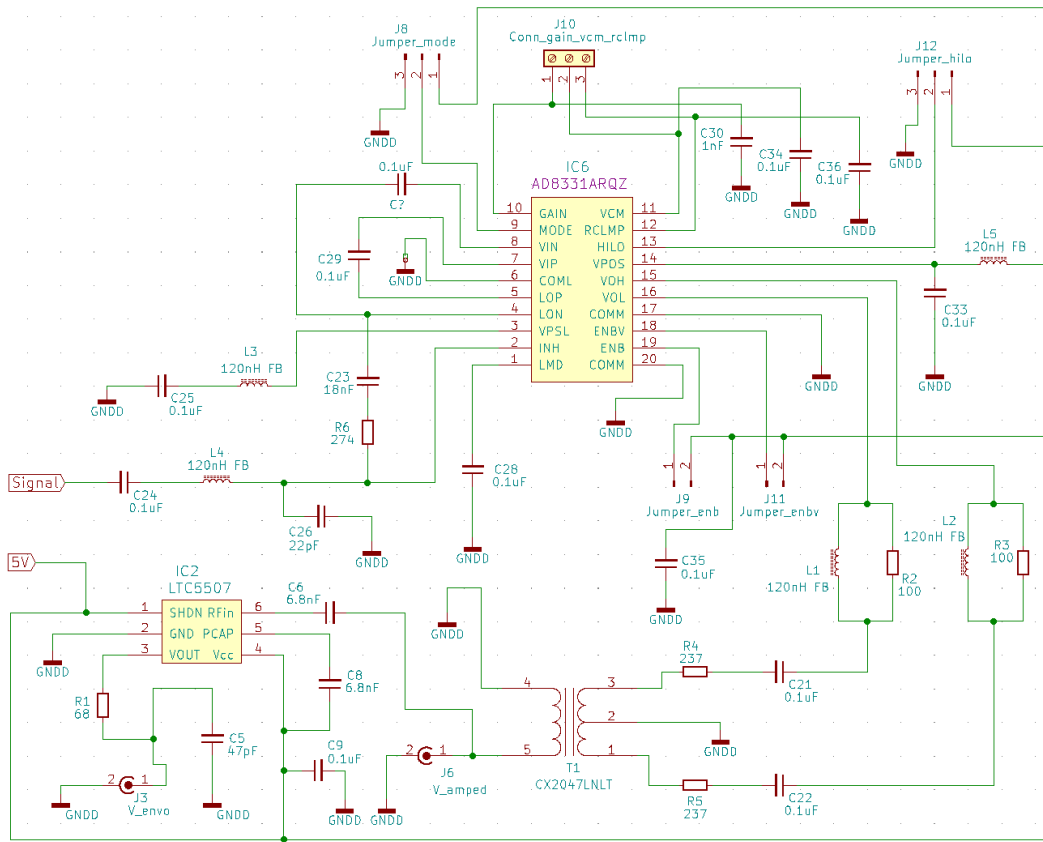 J8
Jumper_mode
3
2
1
GNDD
J10
Conn_gain_vcm_rclmp
1
2
3
J12
Jumper_hilo
3
2
1
GNDD
C30
1nF
GNDD
C34
0.1uF
GNDD
C36
0.1uF
GNDD
0.1uF
C?
IC6
AD8331ARQZ
10 GAIN VCM 11
9 MODE RCLMP 12
8 VIN HILO 13
7 VIP VPDS 14
6 COML VOH 15
5 LOP VOL 16
4 LON COMM 17
3 VPSL ENBV 18
2 INH ENB 19
1 LMD COMM 20
C29
0.1uF
GNDD
L5
120nH FB
C33
0.1uF
GNDD
GNDD
GNDD
L3
120nH FB
C25
0.1uF
GNDD
C23
18nF
R6
274
Signal
C24
0.1uF
L4
120nH FB
C26
22pF
GNDD
C28
0.1uF
GNDD
1
2
J9
Jumper_enb
1
2
J11
Jumper_enbv
C35
0.1uF
GNDD
L1
120nH FB
R2
100
L2
120nH FB
R3
100
5V
IC2
LTC5507
1 SHDN RFin 6
2 GND PCAP 5
3 VOUT Vcc 4
GNDD
C6
6.8nF
C8
6.8nF
R1
68
C5
47pF
GNDD
C9
0.1uF
GNDD
2
1
J3
V_envo
GNDD
GNDD
2
1
J6
V_amped
GNDD
4
5
3
2
1
T1
CX2047LNLT
GNDD
R4
237
C21
0.1uF
R5
237
C22
0.1uF